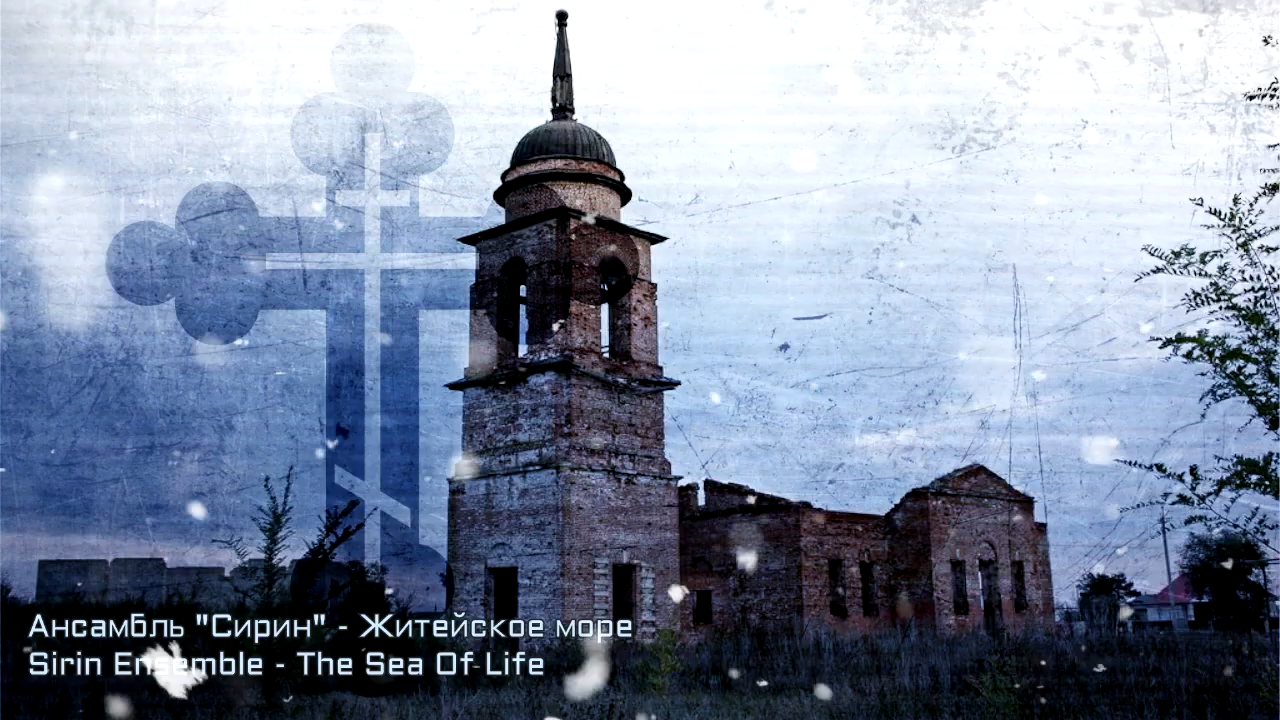 Ансамбль "Сирин" - Житейское море
Sirin Ensemble - The Sea Of Life